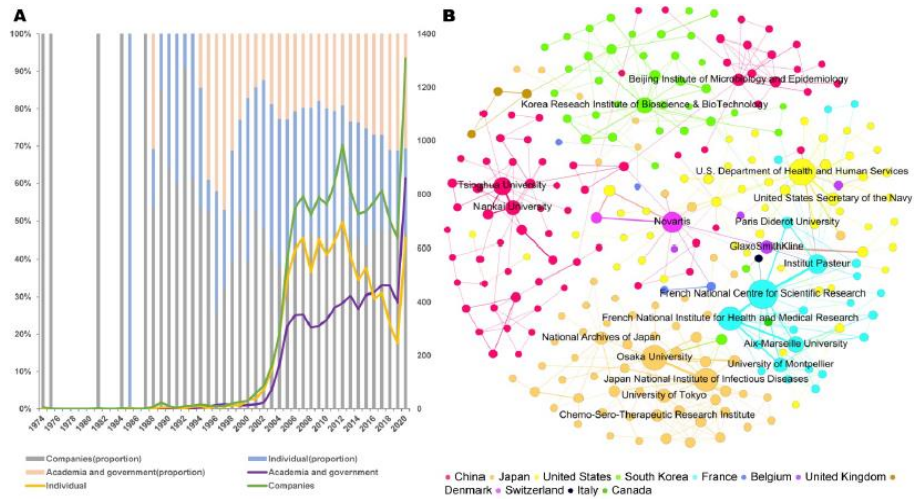 A
B
100%
90%
80%
70%
60%
50%
40%
30%
20%
10%
0%
1400
1200
1000
800
600
400
200
0
1974
1976
1978
1980
1982
1984
1986
1988
1990
1992
1994
1996
1998
2000
2002
2004
2006
2008
2010
2012
2014
2016
2018
2020
Companies(proportion)
Individual(proportion)
Academia and government(proportion)
Academia and government
Individual
Companies
Beijing Institute of Microbiology and Epidemiology
Korea Reseach Institute of Bioscience & BioTechnology
U.S. Department of Health and Human Services
Tsinghua University
United States Secretary of the Navy
Nankai University
Novartis
Paris Diderot University
GlaxoSmithKline
Institut Pasteur
French National Centre for Scientific Research
French National Institute for Health and Medical Research
National Archives of Japan
Aix-Marseille University
Osaka University
University of Montpellier
Japan National Institute of Infectious Diseases
University of Tokyo
Chemo-Sero-Therapeutic Research Institute
China Japan United States South Korea France Belgium United Kingdom
Denmark Switzerland Italy Canada